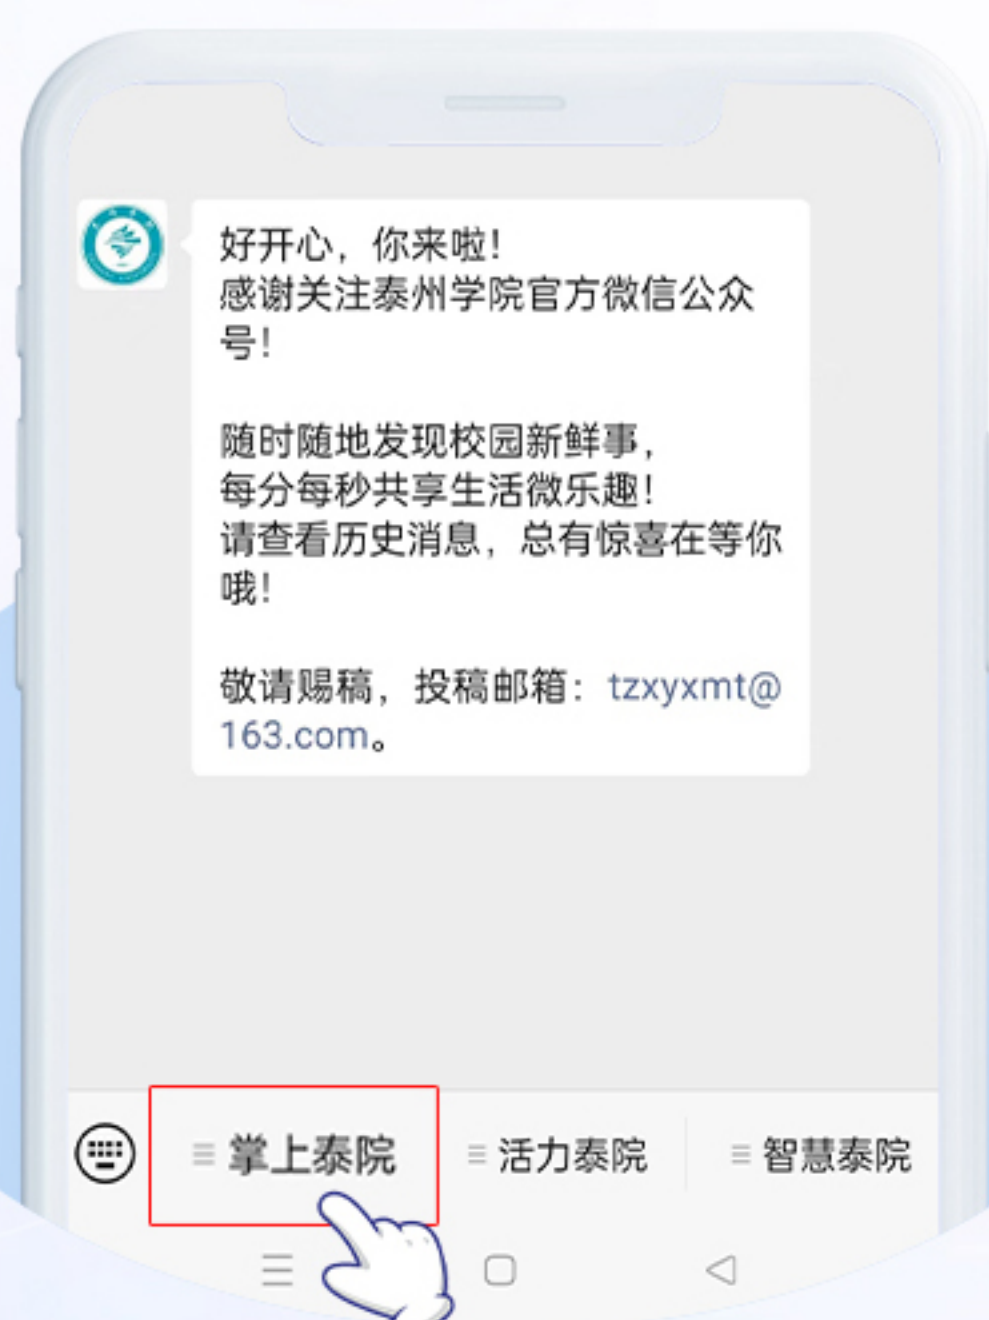 好开心，你来啦！
感谢关注泰州学院官方微信公众
号！
随时随地发现校园新鲜事，
每分每秒共享生活微乐趣！
请查看历史消息，总有惊喜在等你
哦！
敬请赐稿，投稿邮箱：tzxyxmt@
163.com。
掌上泰院
活力泰院
智慧泰院